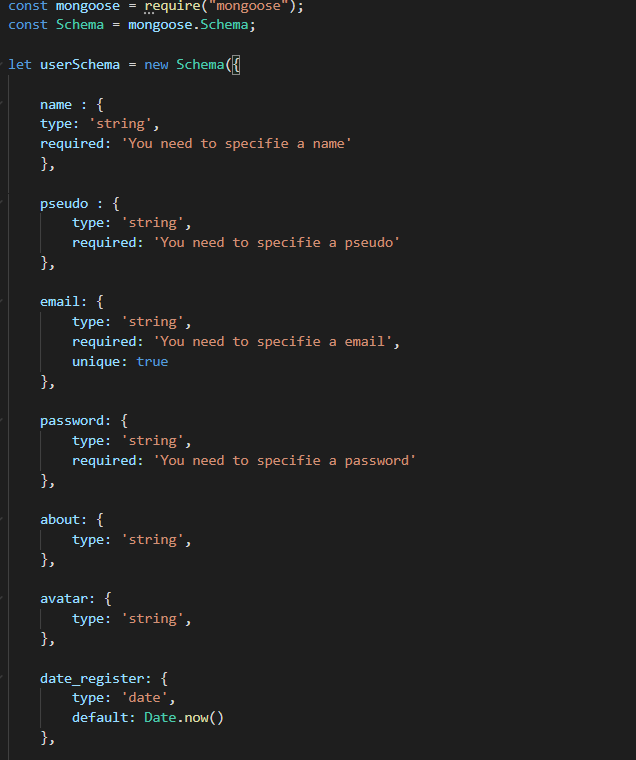 const mongoose = require("mongoose");
const Schema = mongoose.Schema;
let userSchema = new Schema({
name : {
type: 'string',
required: 'You need to specifie a name'
},
pseudo : {
type: 'string',
required: 'You need to specifie a pseudo'
},
email: {
type: 'string',
required: 'You need to specifie a email',
unique: true
},
password: {
type: 'string',
required: 'You need to specifie a password'
},
about: {
type: 'string',
},
avatar: {
type: 'string',
},
date_register: {
type: 'date',
default: Date.now()
},